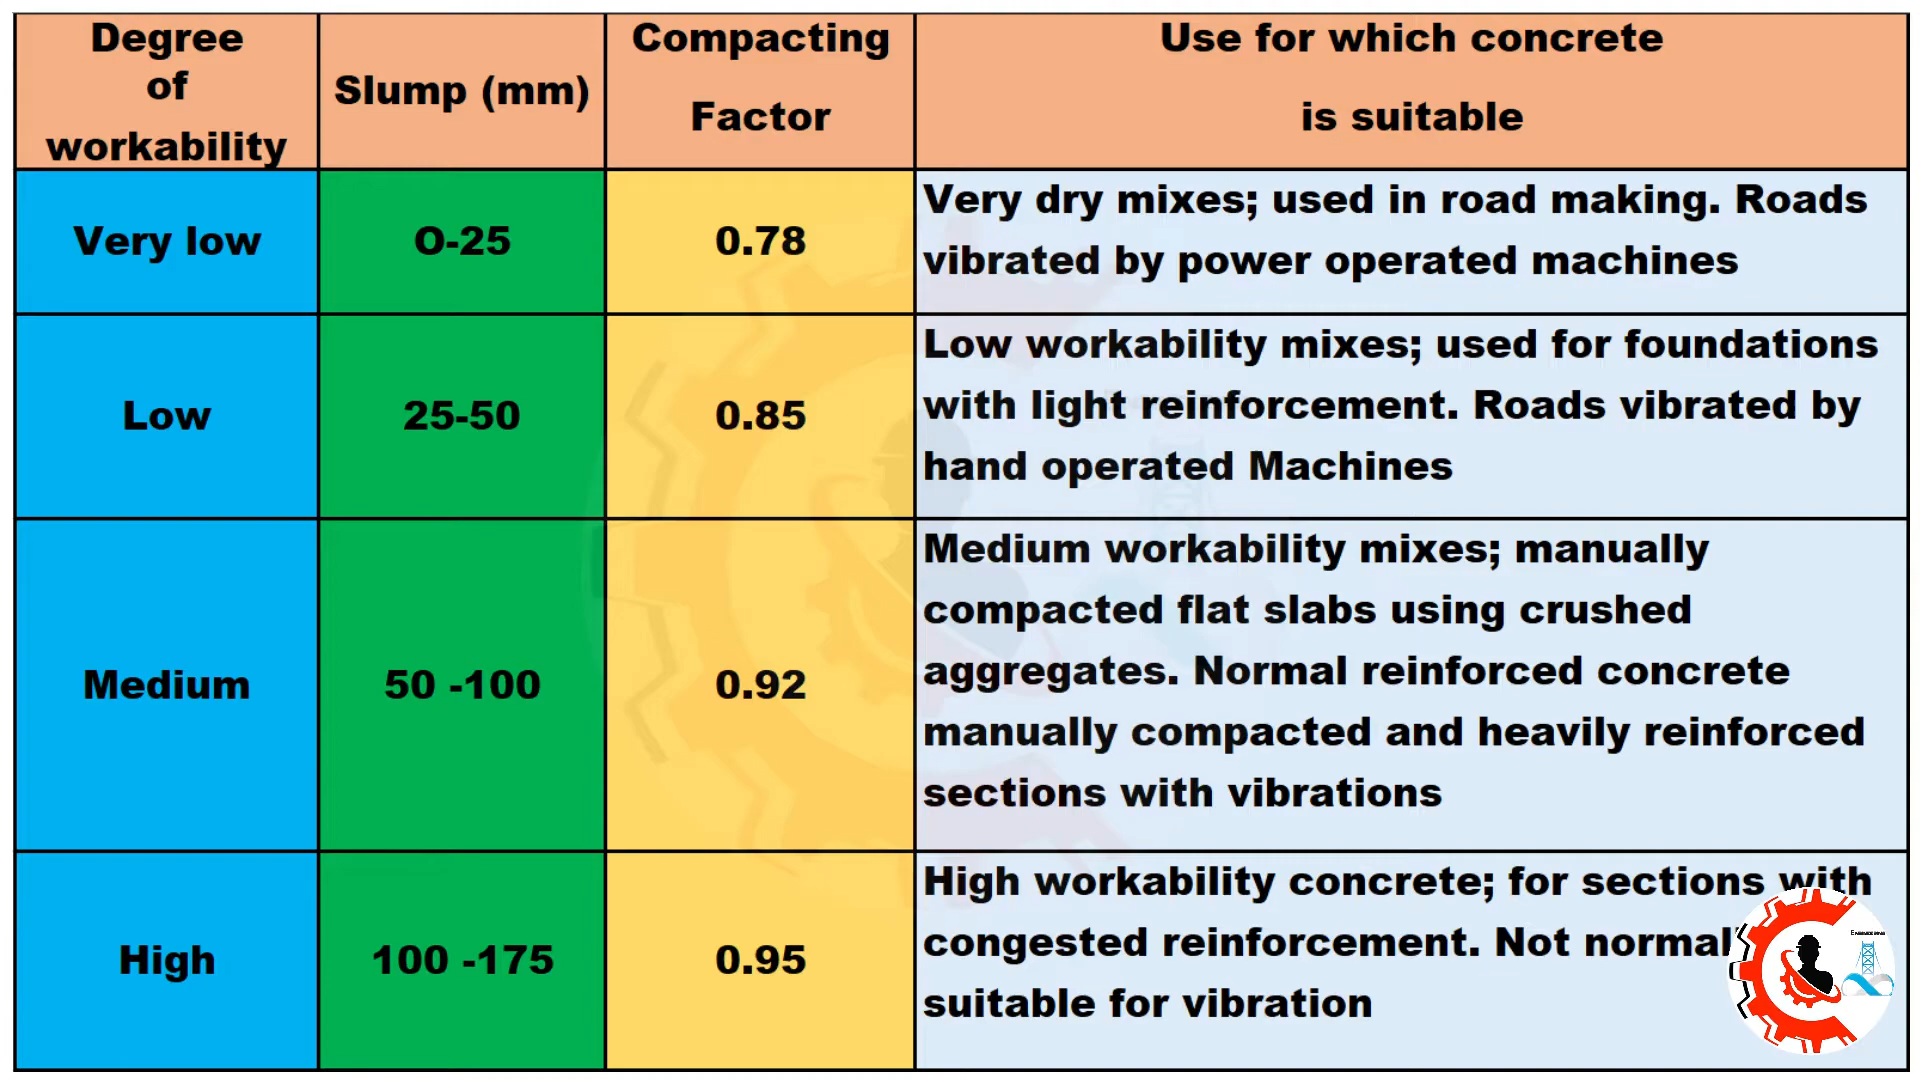 Degree
of
workability
Slump (mm)
Compacting
Factor
Use for which concrete
is suitable
Very low
O-25
0.78
Very dry mixes; used in road making. Roads
vibrated by power operated machines
Low
25-50
0.85
Low workability mixes; used for foundations
with light reinforcement. Roads vibrated by
hand operated Machines
Medium
50 -100
0.92
Medium workability mixes; manually
compacted flat slabs using crushed
aggregates. Normal reinforced concrete
manually compacted and heavily reinforced
sections with vibrations
High
100 -175
0.95
High workability concrete; for sections with
congested reinforcement. Not
suitable for vibration